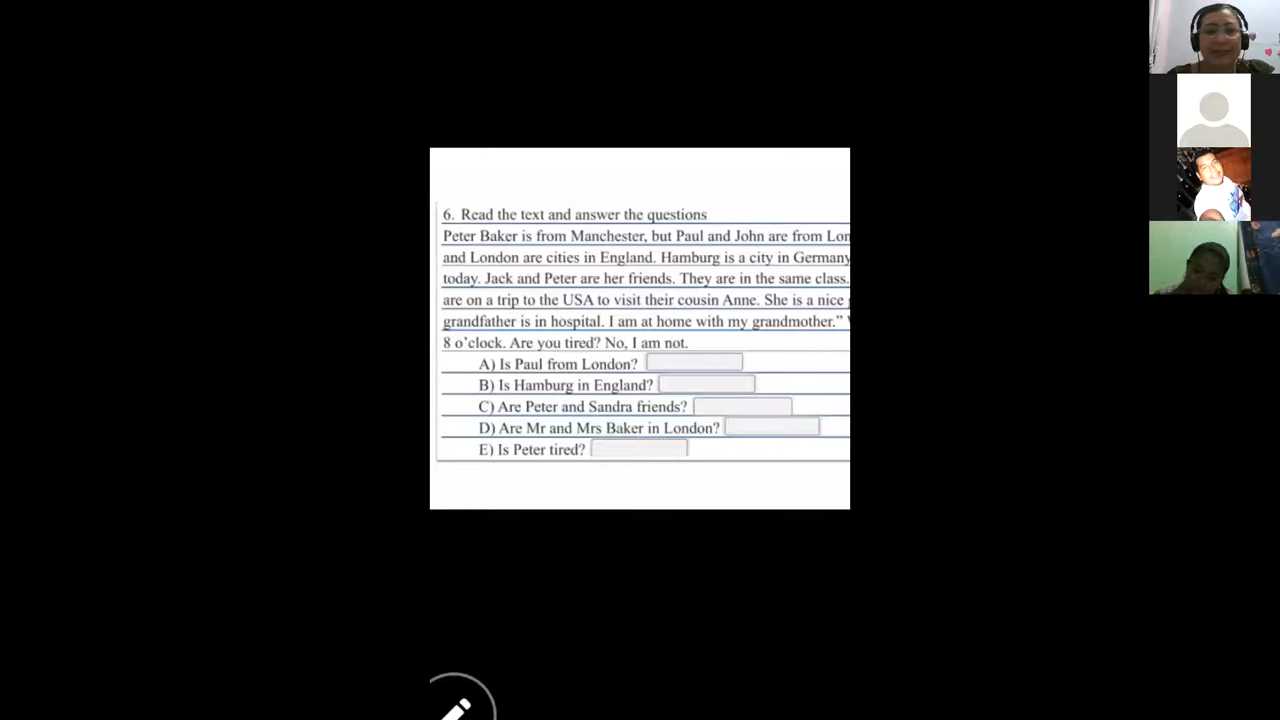 6. Read the text and answer the questions
Peter Baker is from Manchester, but Paul and John are from Lon
and London are cities in England. Hamburg is a city in Germany
today. Jack and Peter are her friends. They are in the same class.
are on a trip to the USA to visit their cousin Anne. She is a nice
grandfather is in hospital. I am at home with my grandmother.”
8 o’clock. Are you tired? No, I am not.
A) Is Paul from London?
B) Is Hamburg in England?
C) Are Peter and Sandra friends?
D) Are Mr and Mrs Baker in London?
E) Is Peter tired?